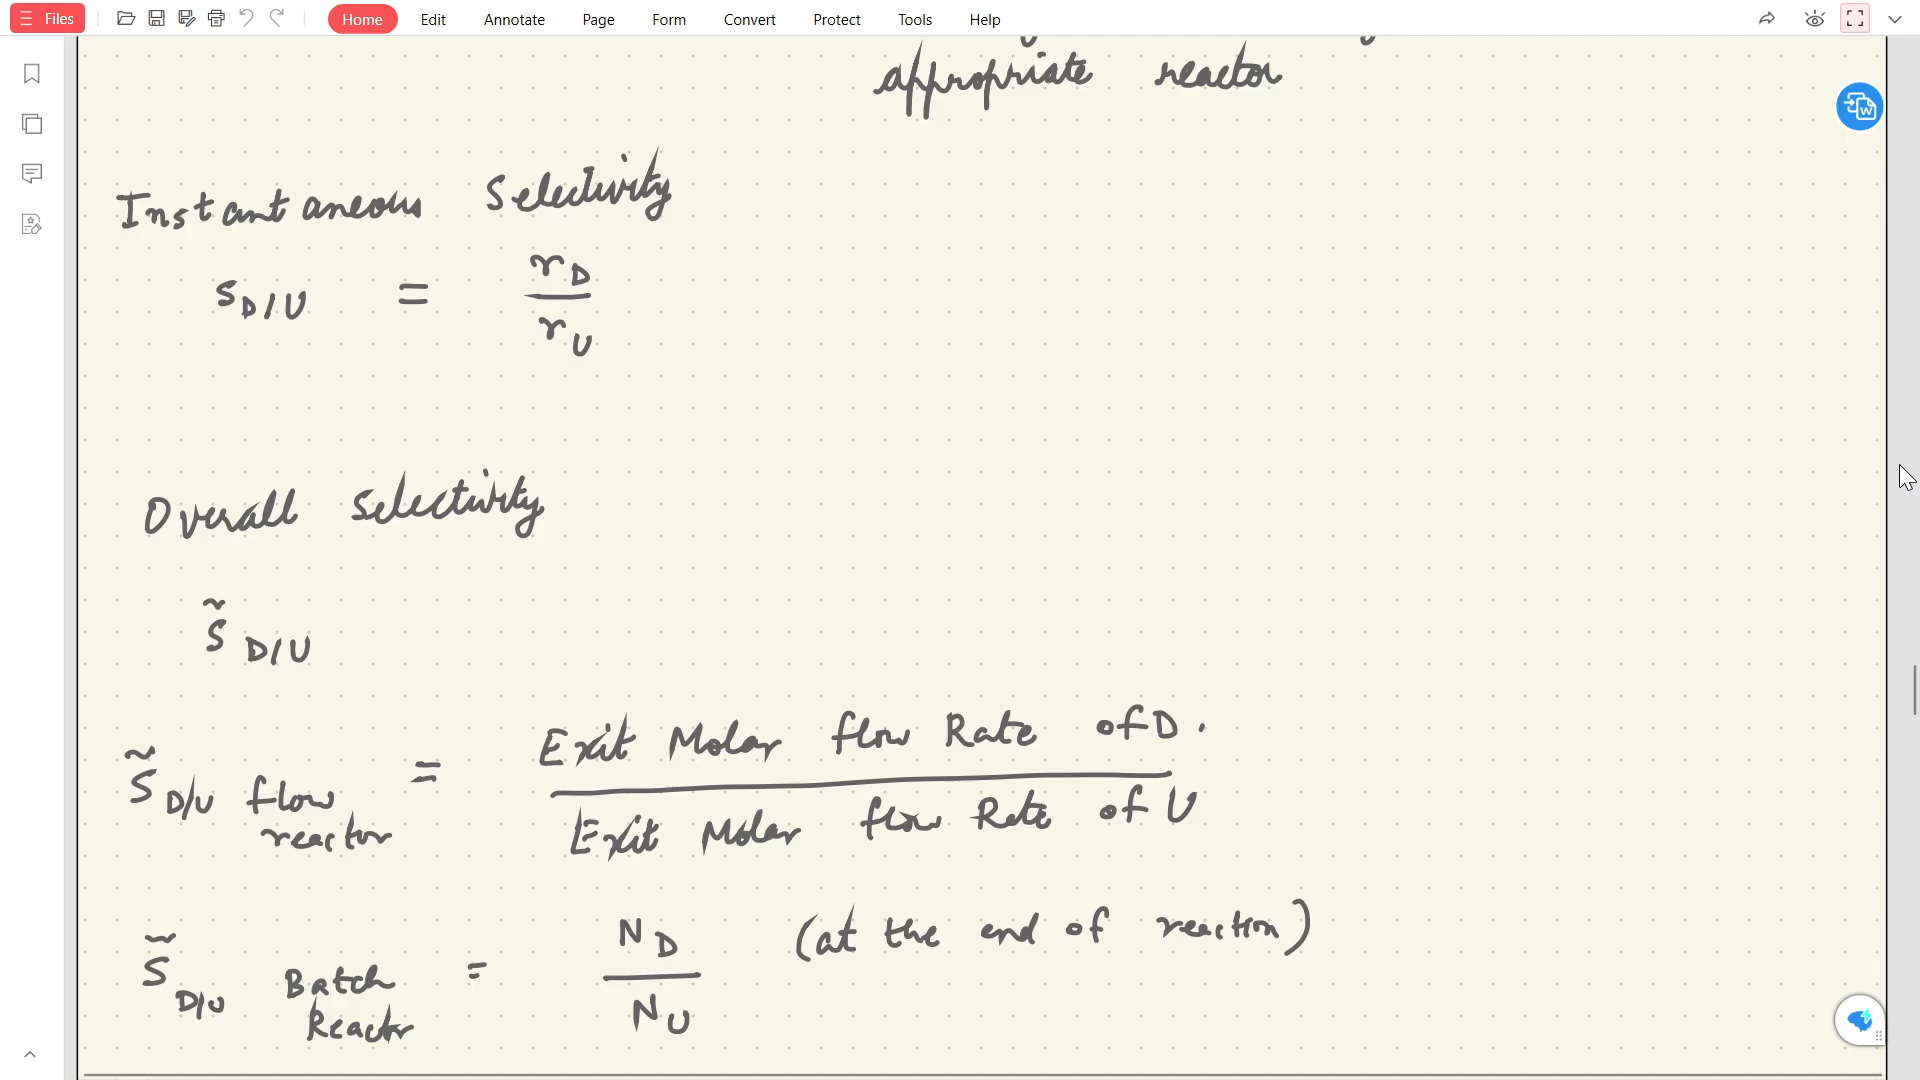 Files Home Edit Annotate Page Form Convert Protect Tools Help
appropriate reactor
Instantaneous Selectivity
S D/U = r D / r U
Overall selectivity
S̃ D/U
S̃ D/U flow reactor = Exit Molar flow Rate of D .
Exit Molar flow Rate of U
S̃ D/U Batch Reactor = N D / N U (at the end of reaction)